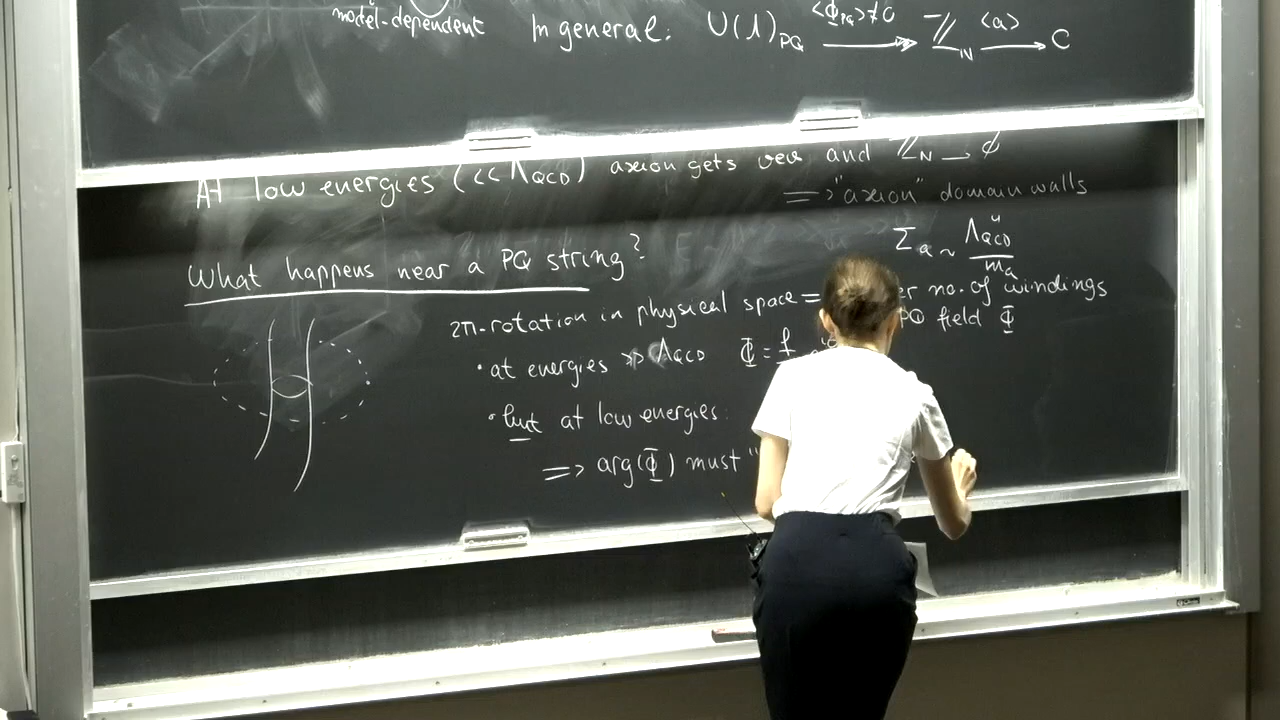 model-dependent In general: U(1)_PQ ⟨Φ_PQ⟩≠0 ⟶ ℤ_N ⟨a⟩ ⟶ C
At low energies (<< Λ_QCD) axion gets vev and ℤ_N → ∅
=> "axion" domain walls
Σ_a ~ Λ_QCD^4 / m_a
What happens near a PQ string?
2π-rotation in physical space = er no. of windings
PQ field Φ
• at energies >> Λ_QCD Φ = f
• but at low energies:
=> arg(Φ) must "